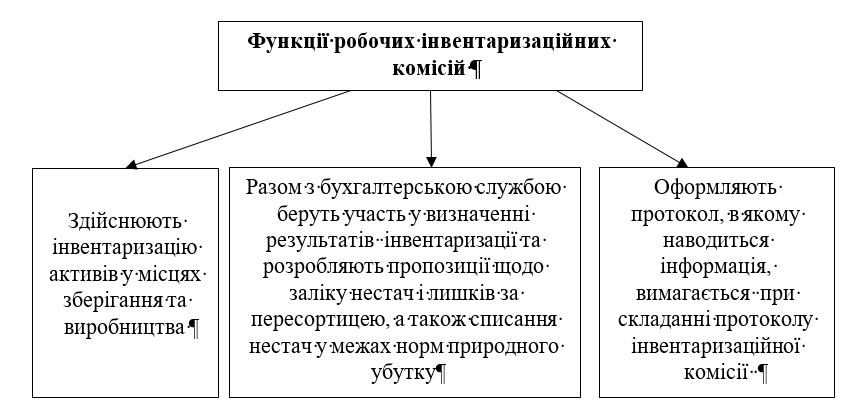 Функції робочих інвентаризаційних
комісій
Здійснюють
інвентаризацію
активів у місцях
зберігання та
виробництва
Разом з бухгалтерською службою
беруть участь у визначенні
результатів інвентаризації та
розробляють пропозиції щодо
заліку нестач і лишків за
пересортицею, а також списання
нестач у межах норм природного
убутку
Оформляють
протокол, в якому
наводиться
інформація,
вимагається при
складанні протоколу
інвентаризаційної
комісії